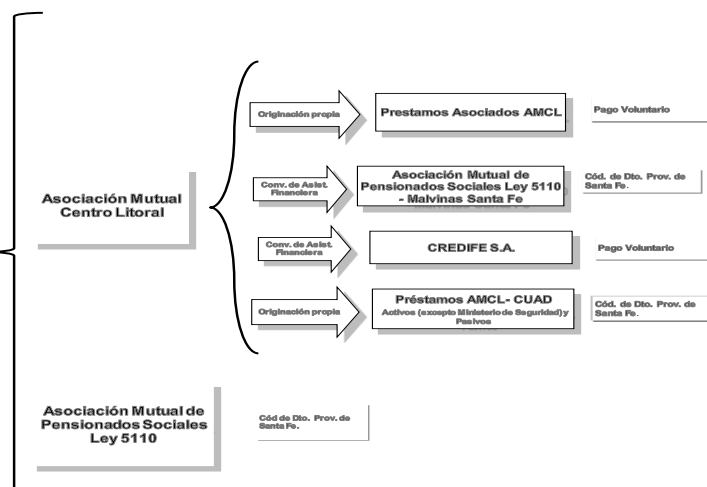 Originación propia
Prestamos Asociados AMCL
Pago Voluntario
Asociación Mutual
Centro Litoral
Conv. de Asist.
Financiera
Asociación Mutual de
Pensionados Sociales Ley 5110
- Malvinas Santa Fe
Cód. de Dto. Prov. de
Santa Fe.
Conv. de Asist.
Financiera
CREDIFE S.A.
Pago Voluntario
Originación propia
Préstamos AMCL- CUAD
Activos (excepto Ministerio de Seguridad) y
Pasivos
Cód. de Dto. Prov. de
Santa Fe.
Asociación Mutual de
Pensionados Sociales
Ley 5110
Cód de Dto. Prov. de
Santa Fe.